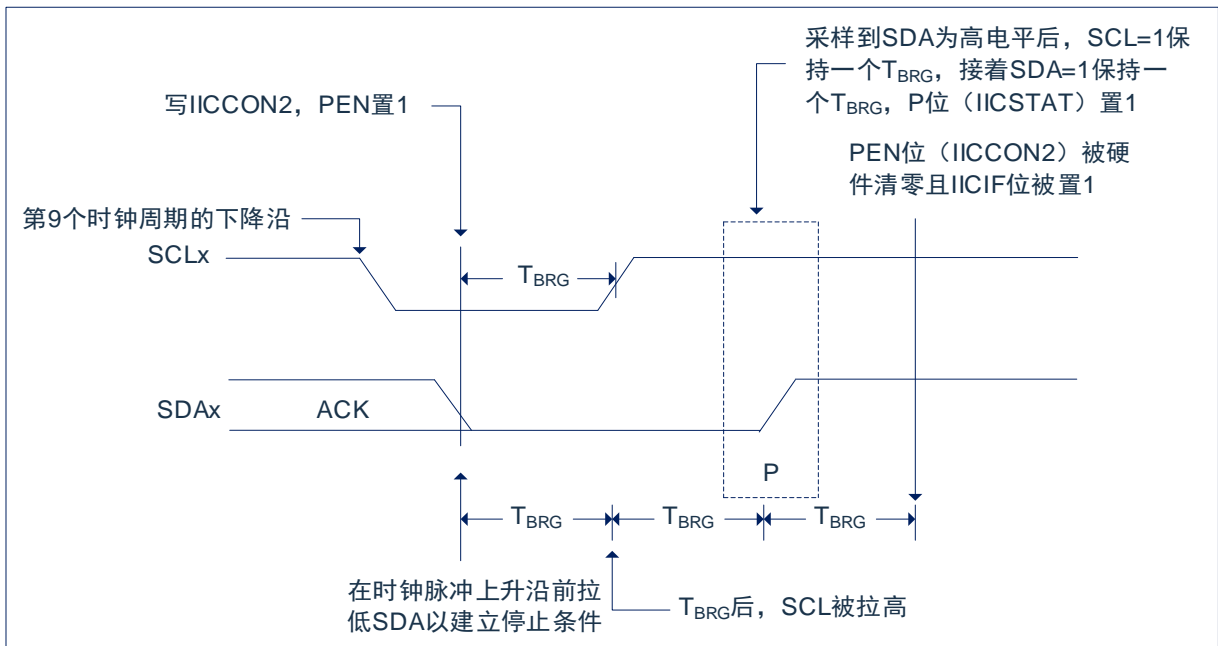 采样到SDA为高电平后，SCL=1保
持一个TBRG，接着SDA=1保持一
个TBRG，P位（IICSTAT）置1
写IICCON2，PEN置1
PEN位（IICCON2）被硬
件清零且IICIF位被置1
第9个时钟周期的下降沿
SCLx
TBRG
SDAx
ACK
P
TBRG
TBRG
TBRG
在时钟脉冲上升沿前拉
低SDA以建立停止条件
TBRG后，SCL被拉高